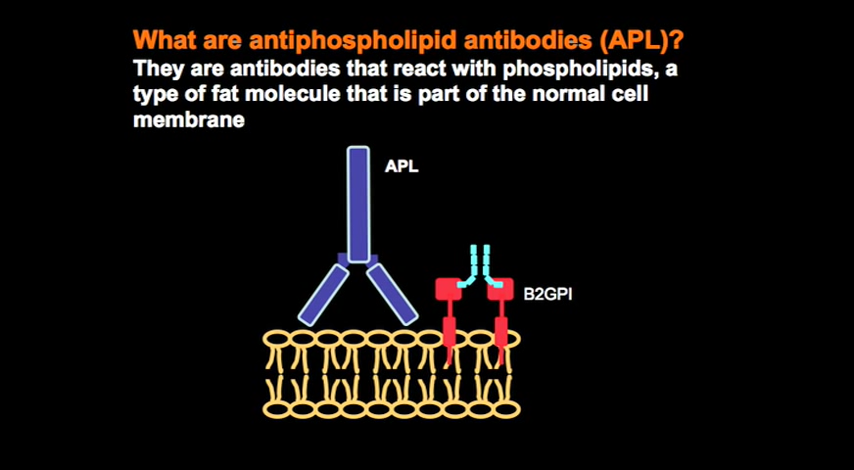 What are antiphospholipid antibodies (APL)?
They are antibodies that react with phospholipids, a
type of fat molecule that is part of the normal cell
membrane
APL
B2GPI